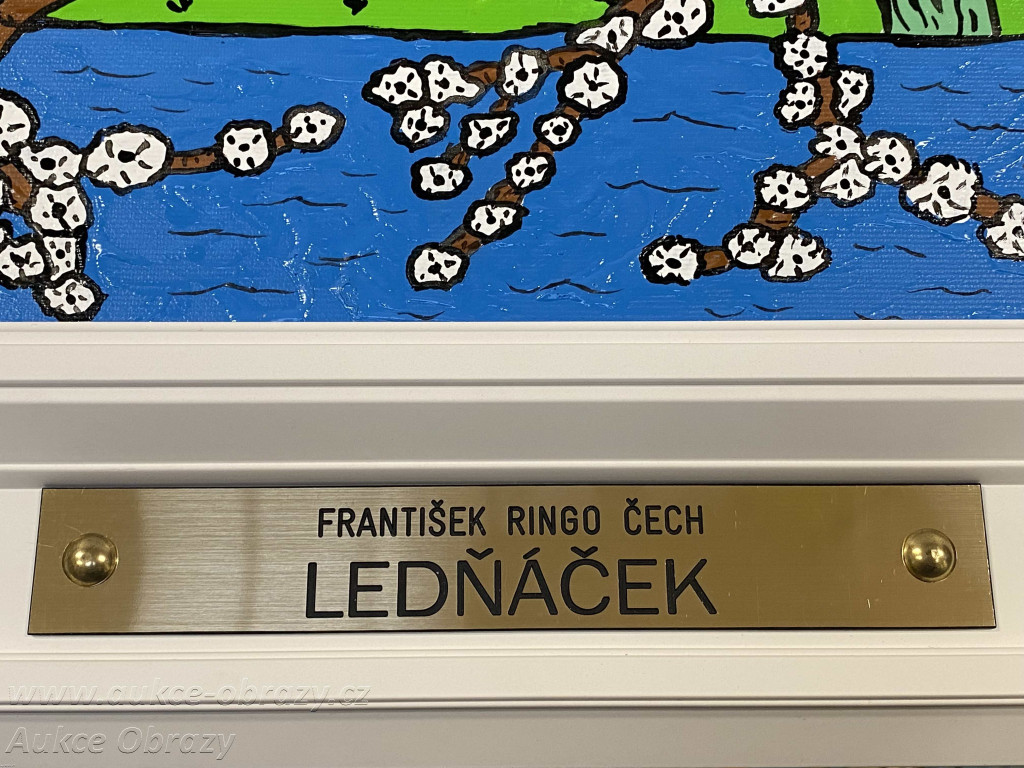 FRANTIŠEK RINGO ČECH
LEDŇÁČEK
www.aukce-obrazy.cz
Aukce Obrazy